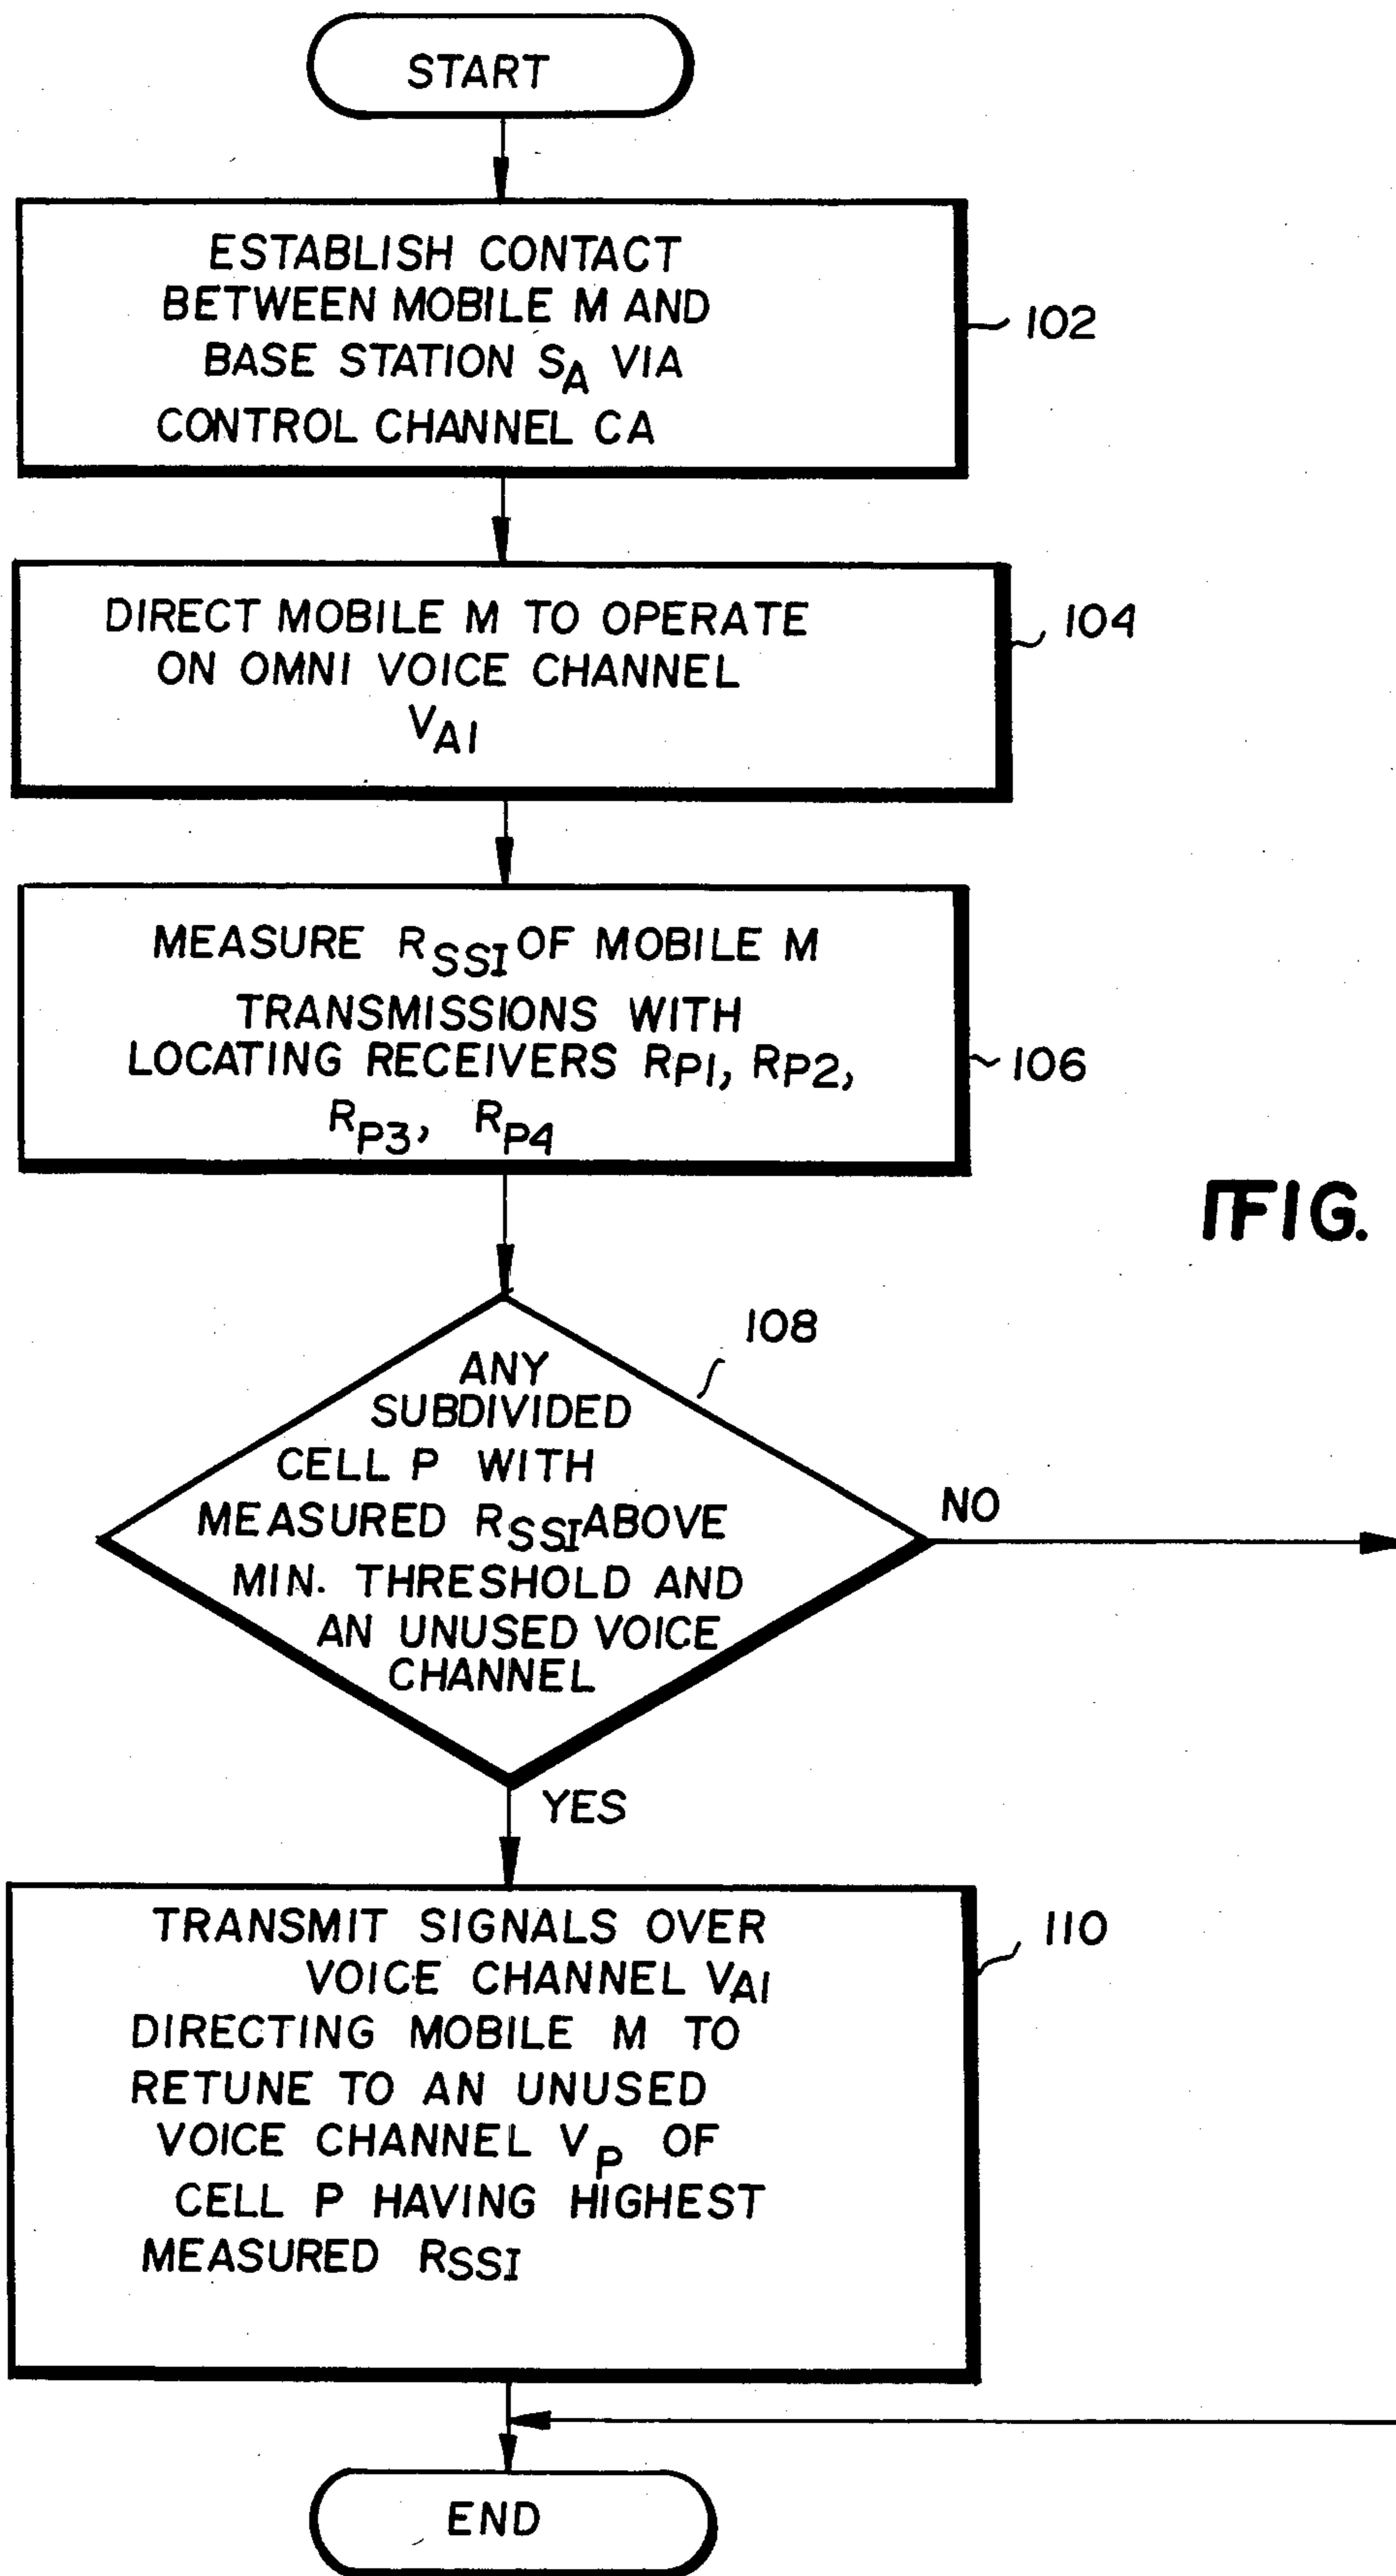 START
ESTABLISH CONTACT
BETWEEN MOBILE M AND
BASE STATION SA VIA
CONTROL CHANNEL CA
102
DIRECT MOBILE M TO OPERATE
ON OMNI VOICE CHANNEL
VA1
104
MEASURE RSSI OF MOBILE M
TRANSMISSIONS WITH
LOCATING RECEIVERS RP1, RP2,
RP3, RP4
106
FIG.
108
ANY
SUBDIVIDED
CELL P WITH
MEASURED RSSI ABOVE
MIN. THRESHOLD AND
AN UNUSED VOICE
CHANNEL
NO
YES
TRANSMIT SIGNALS OVER
VOICE CHANNEL VA1
DIRECTING MOBILE M TO
RETUNE TO AN UNUSED
VOICE CHANNEL VP OF
CELL P HAVING HIGHEST
MEASURED RSSI
110
END